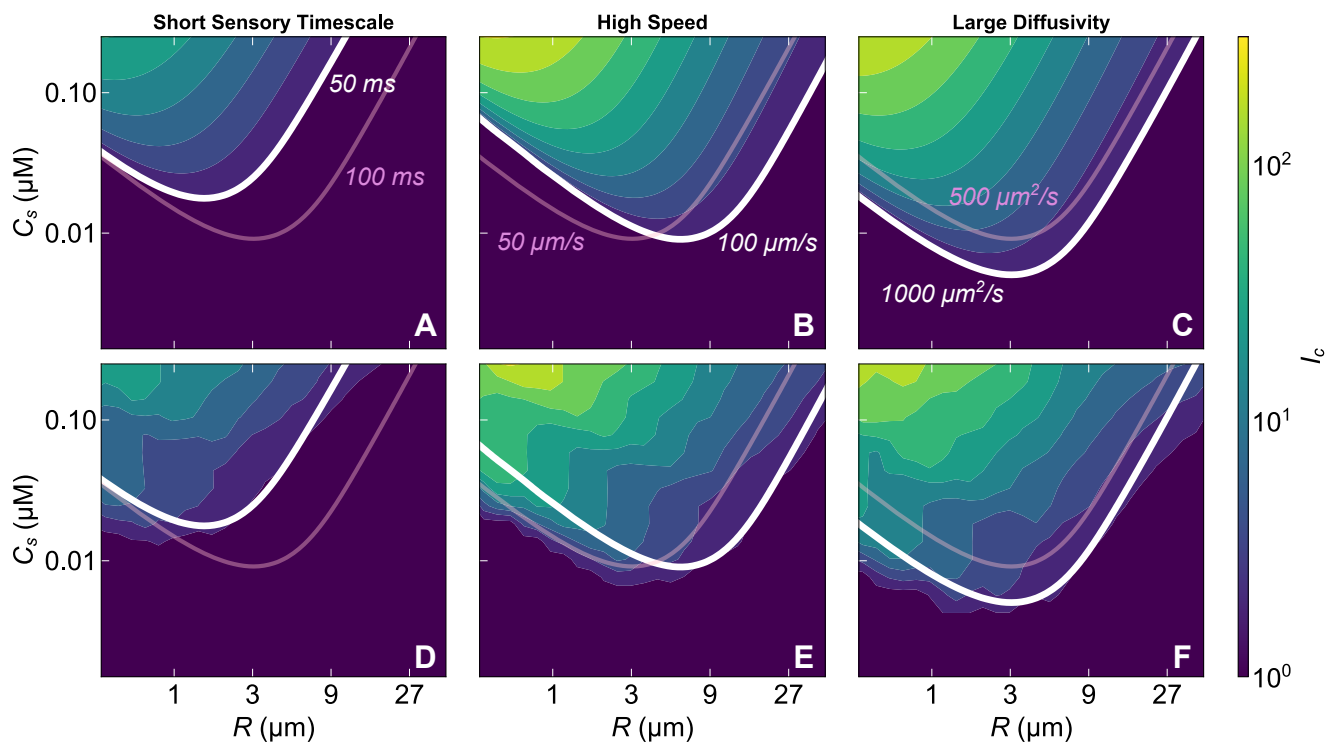 Short Sensory Timescale
High Speed
Large Diffusivity
0.10
0.01
C_s (µM)
50 ms
100 ms
A
50 µm/s
100 µm/s
B
500 µm²/s
1000 µm²/s
C
0.10
0.01
C_s (µM)
D
E
F
1 3 9 27
R (µm)
1 3 9 27
R (µm)
1 3 9 27
R (µm)
10²
10¹
10⁰
I_c